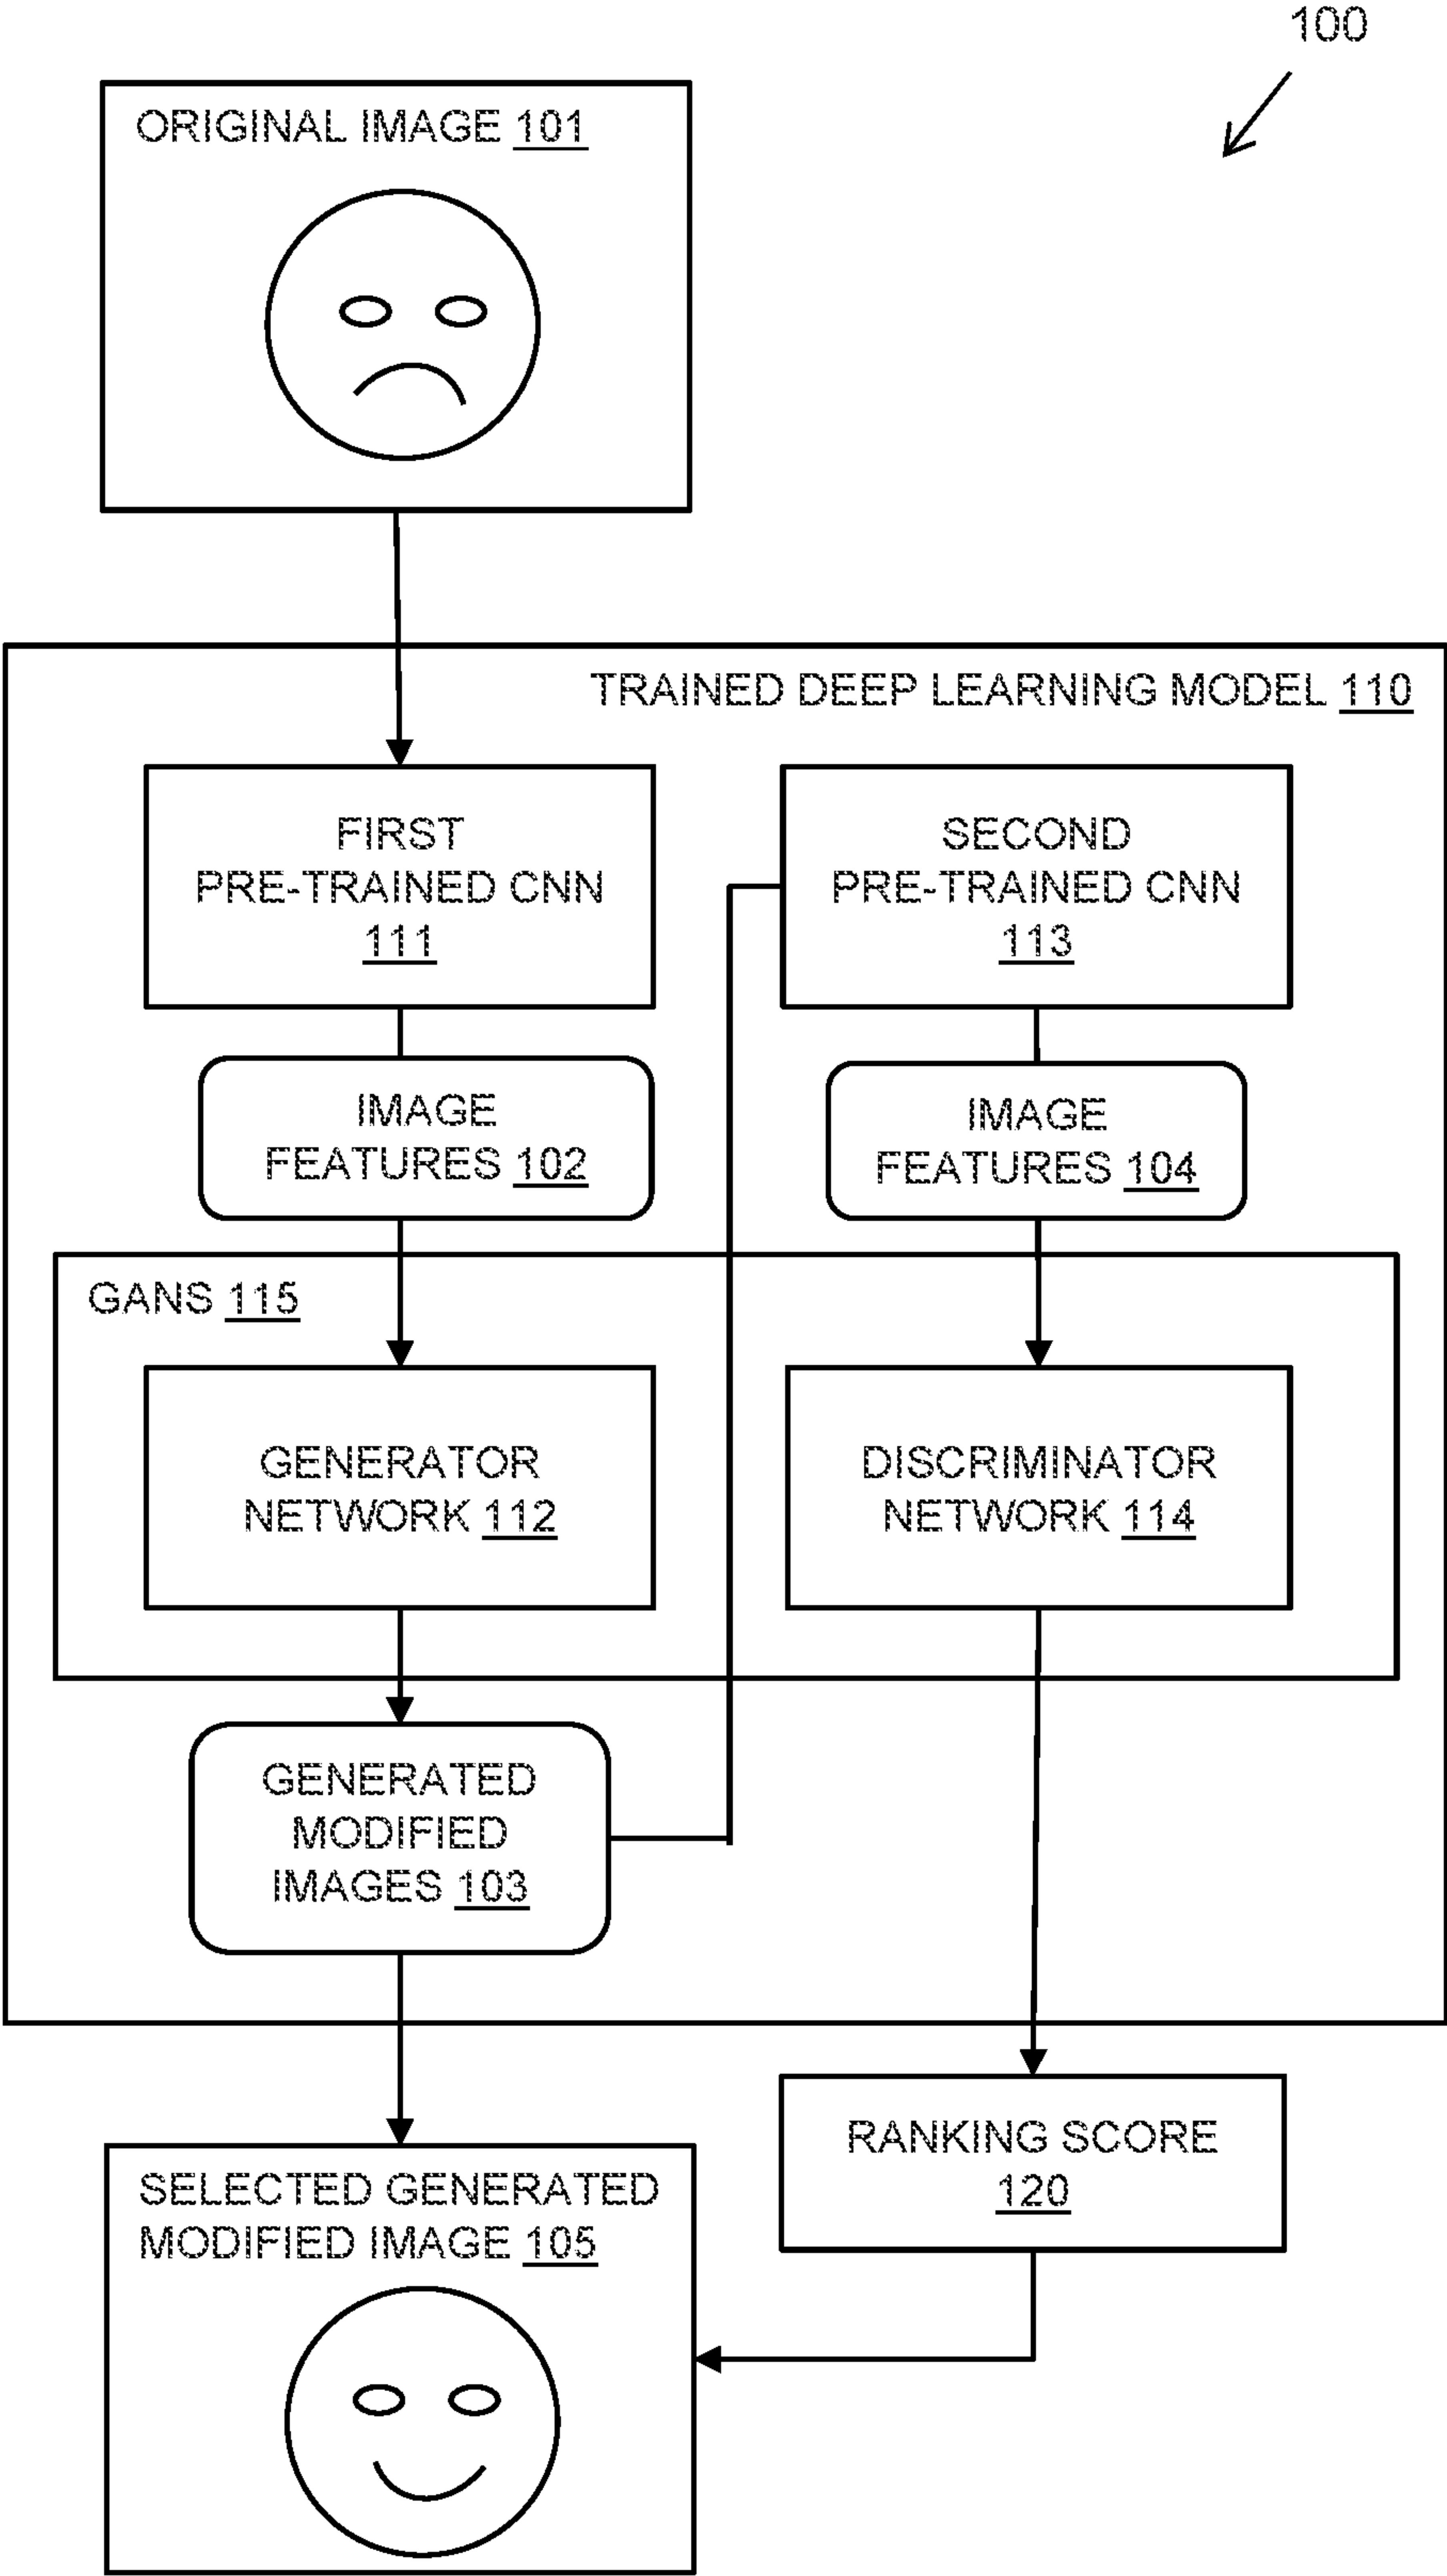 100
ORIGINAL IMAGE 101
TRAINED DEEP LEARNING MODEL 110
FIRST
PRE-TRAINED CNN
111
SECOND
PRE-TRAINED CNN
113
IMAGE
FEATURES 102
IMAGE
FEATURES 104
GANS 115
GENERATOR
NETWORK 112
DISCRIMINATOR
NETWORK 114
GENERATED
MODIFIED
IMAGES 103
RANKING SCORE
120
SELECTED GENERATED
MODIFIED IMAGE 105